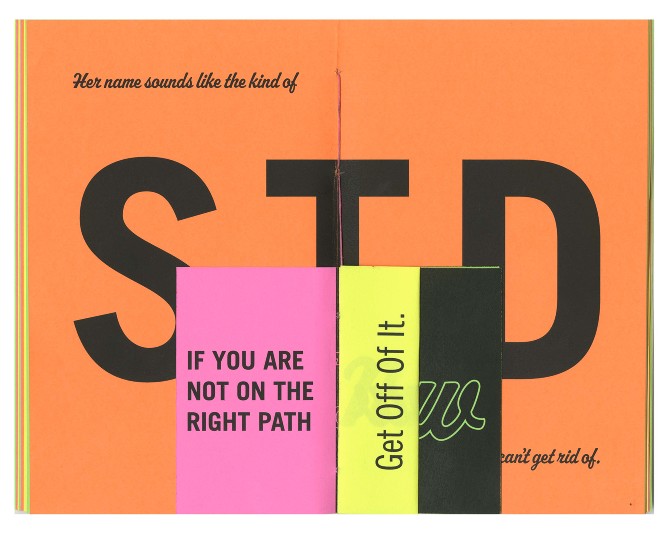 Her name sounds like the kind of
STD
IF YOU ARE
NOT ON THE
RIGHT PATH
Get Off Of It.
can't get rid of.